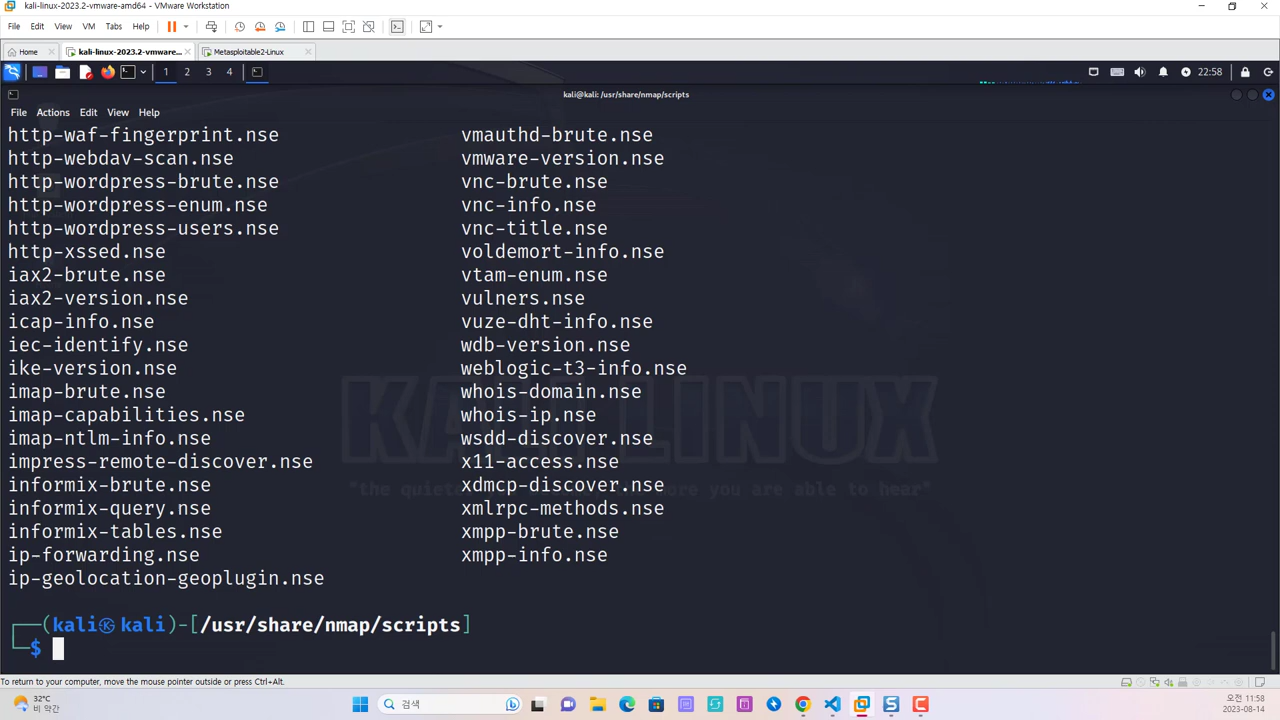 kali-linux-2023.2-vmware-amd64 - VMware Workstation
File Edit View VM Tabs Help
Home kali-linux-2023.2-vmware... Metasploitable2-Linux
1 2 3 4 22:58
kali@kali: /usr/share/nmap/scripts
File Actions Edit View Help
http-waf-fingerprint.nse vmauthd-brute.nse
http-webdav-scan.nse vmware-version.nse
http-wordpress-brute.nse vnc-brute.nse
http-wordpress-enum.nse vnc-info.nse
http-wordpress-users.nse vnc-title.nse
http-xssed.nse voldemort-info.nse
iax2-brute.nse vtam-enum.nse
iax2-version.nse vulners.nse
icap-info.nse vuze-dht-info.nse
iec-identify.nse wdb-version.nse
ike-version.nse weblogic-t3-info.nse
imap-brute.nse whois-domain.nse
imap-capabilities.nse whois-ip.nse
imap-ntlm-info.nse wsdd-discover.nse
impress-remote-discover.nse x11-access.nse
informix-brute.nse xdmcp-discover.nse
informix-query.nse xmlrpc-methods.nse
informix-tables.nse xmpp-brute.nse
ip-forwarding.nse xmpp-info.nse
ip-geolocation-geoplugin.nse
KALI LINUX
"the quieter you become, the more you are able to hear"
┌──(kali㉿kali)-[/usr/share/nmap/scripts]
└─$
To return to your computer, move the mouse pointer outside or press Ctrl+Alt.
32°C
비 약간
검색
오전 11:58
2023-08-14